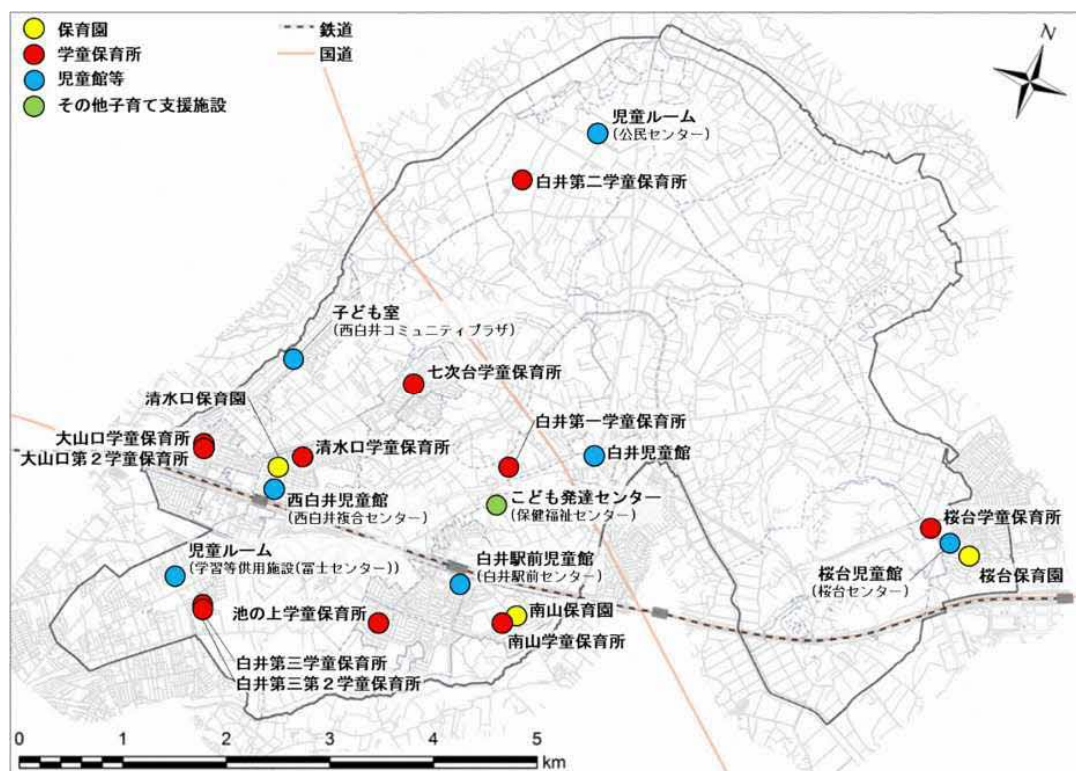 保育園
学童保育所
児童館等
その他子育て支援施設
鉄道
国道
N
児童ルーム
(公民センター)
白井第二学童保育所
子ども室
(西白井コミュニティプラザ)
七次台学童保育所
清水口保育園
大山口学童保育所
大山口第2学童保育所
清水口学童保育所
白井第一学童保育所
白井児童館
西白井児童館
(西白井複合センター)
こども発達センター
(保健福祉センター)
桜台学童保育所
児童ルーム
(学習等供用施設(冨士センター))
白井駅前児童館
(白井駅前センター)
桜台児童館
(桜台センター)
桜台保育園
池の上学童保育所
南山保育園
南山学童保育所
白井第三学童保育所
白井第三第2学童保育所
0 1 2 3 4 5
km